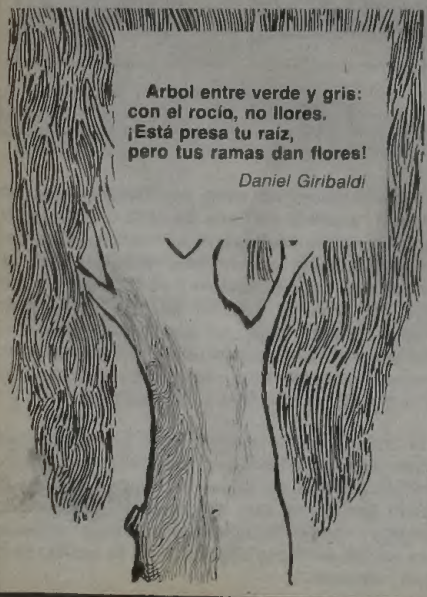 Arbol entre verde y gris:
con el rocío, no llores.
¡Está presa tu raíz,
pero tus ramas dan flores!
Daniel Giribaldi